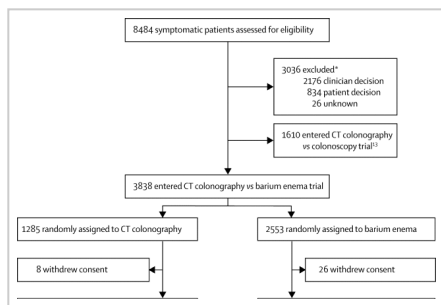 8484 symptomatic patients assessed for eligibility
3036 excluded*
2176 clinician decision
834 patient decision
26 unknown
1610 entered CT colonography
vs colonoscopy trial¹³
3838 entered CT colonography vs barium enema trial
1285 randomly assigned to CT colonography
2553 randomly assigned to barium enema
8 withdrew consent
26 withdrew consent